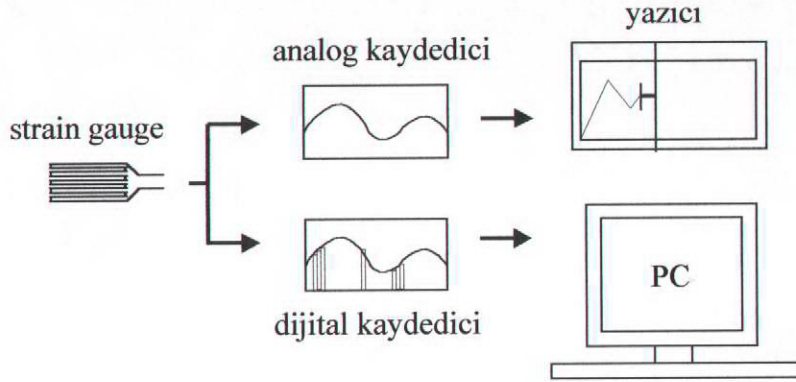 yazıcı
analog kaydedici
strain gauge
PC
dijital kaydedici